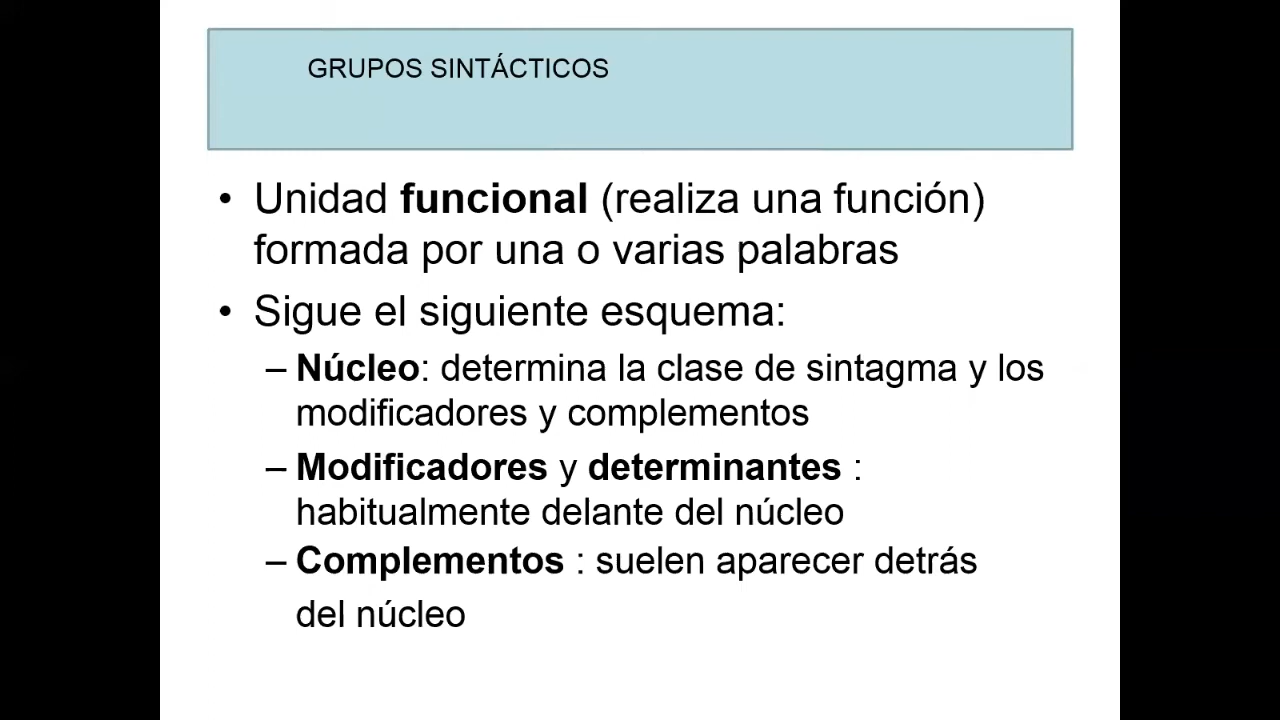 GRUPOS SINTÁCTICOS
• Unidad funcional (realiza una función)
formada por una o varias palabras
• Sigue el siguiente esquema:
– Núcleo: determina la clase de sintagma y los
modificadores y complementos
– Modificadores y determinantes :
habitualmente delante del núcleo
– Complementos : suelen aparecer detrás
del núcleo